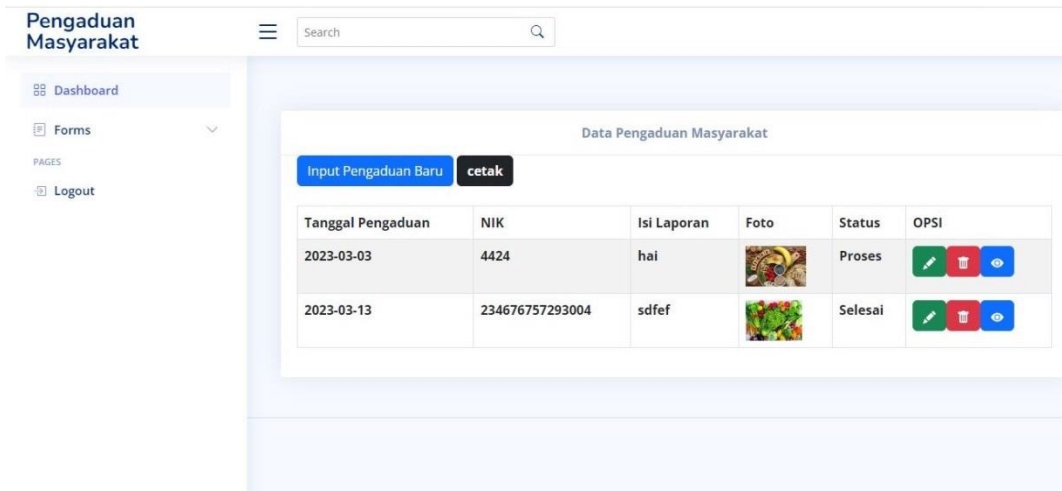 Pengaduan
Masyarakat
Search
Dashboard
Forms
PAGES
Logout
Data Pengaduan Masyarakat
Input Pengaduan Baru cetak
Tanggal Pengaduan NIK Isi Laporan Foto Status OPSI
2023-03-03 4424 hai Proses
2023-03-13 234676757293004 sdfef Selesai